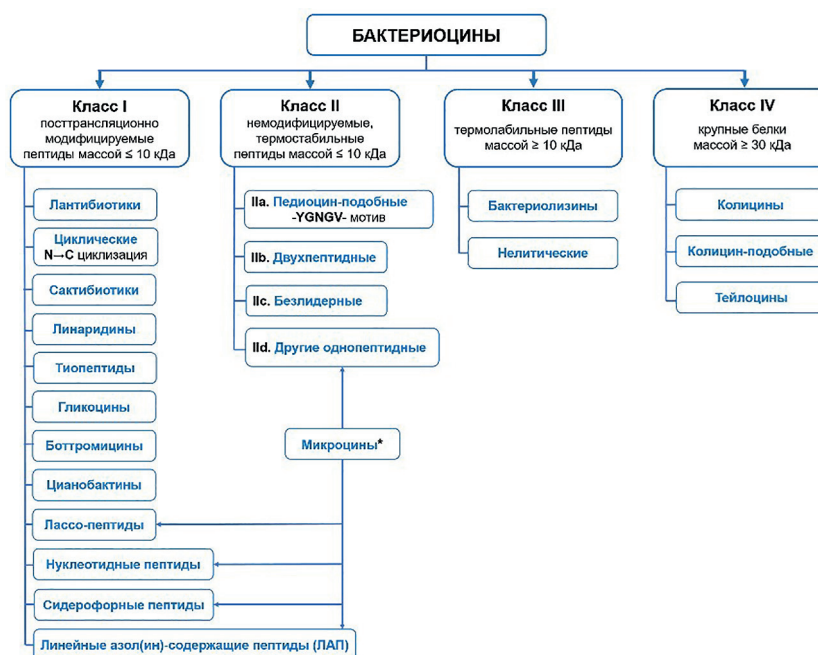 БАКТЕРИОЦИНЫ
Класс I
посттрансляционно
модифицируемые
пептиды массой ≤ 10 кДа
Класс II
немодифицируемые,
термостабильные
пептиды массой ≤ 10 кДа
Класс III
термолабильные пептиды
массой ≥ 10 кДа
Класс IV
крупные белки
массой ≥ 30 кДа
Лантибиотики
Циклические
N→C циклизация
Сактибиотики
Линаридины
Тиопептиды
Гликоцины
Боттромицины
Цианобактины
Лассо-пептиды
Нуклеотидные пептиды
Сидерофорные пептиды
Линейные азол(ин)-содержащие пептиды (ЛАП)
IIa. Педиоцин-подобные
-YGNGV- мотив
IIb. Двухпептидные
IIc. Безлидерные
IId. Другие однопептидные
Микроцины*
Бактериолизины
Нелитические
Колицины
Колицин-подобные
Тейлоцины